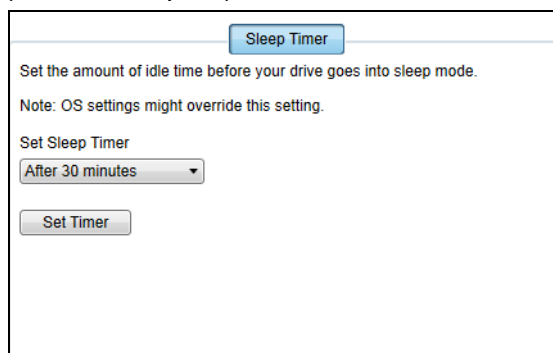 Sleep Timer
Set the amount of idle time before your drive goes into sleep mode.
Note: OS settings might override this setting.
Set Sleep Timer
After 30 minutes
Set Timer